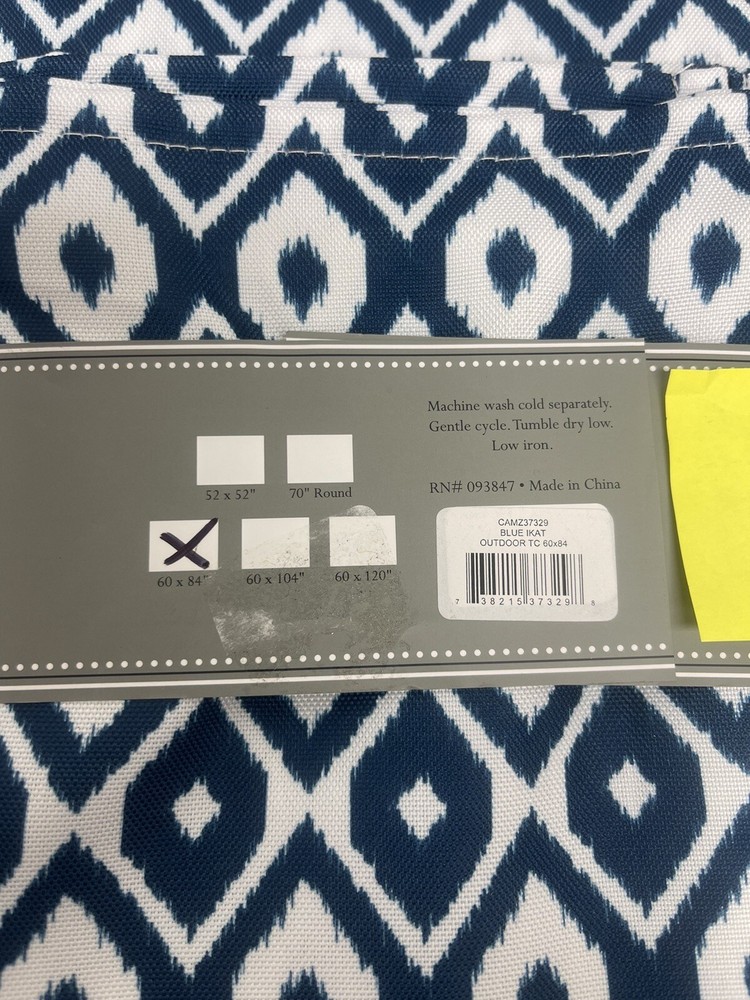 Machine wash cold separately.
Gentle cycle. Tumble dry low.
Low iron.
52 x 52" 70" Round
RN# 093847 • Made in China
60 x 84" 60 x 104" 60 x 120"
CAMZ37329
BLUE IKAT
OUTDOOR TC 60x84
7 38215 37329 8